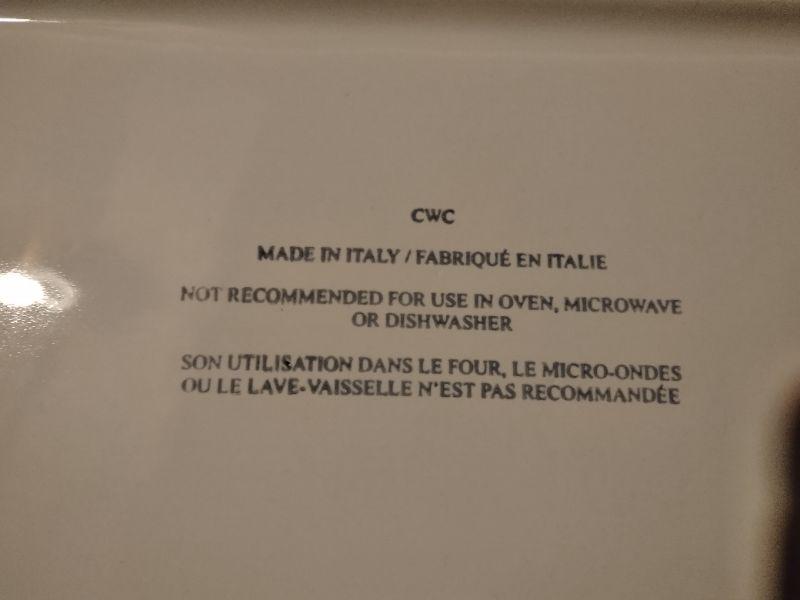 CWC
MADE IN ITALY / FABRIQUÉ EN ITALIE
NOT RECOMMENDED FOR USE IN OVEN, MICROWAVE
OR DISHWASHER
SON UTILISATION DANS LE FOUR, LE MICRO-ONDES
OU LE LAVE-VAISSELLE N'EST PAS RECOMMANDÉE